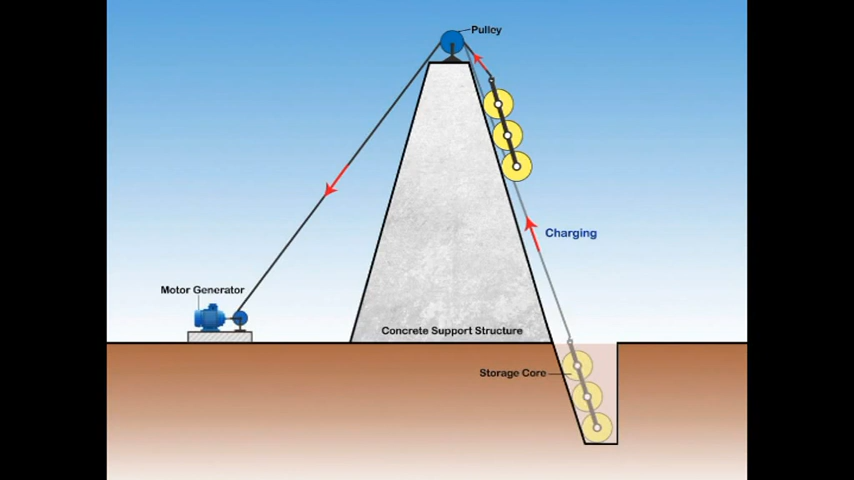 Pulley
Charging
Motor Generator
Concrete Support Structure
Storage Core